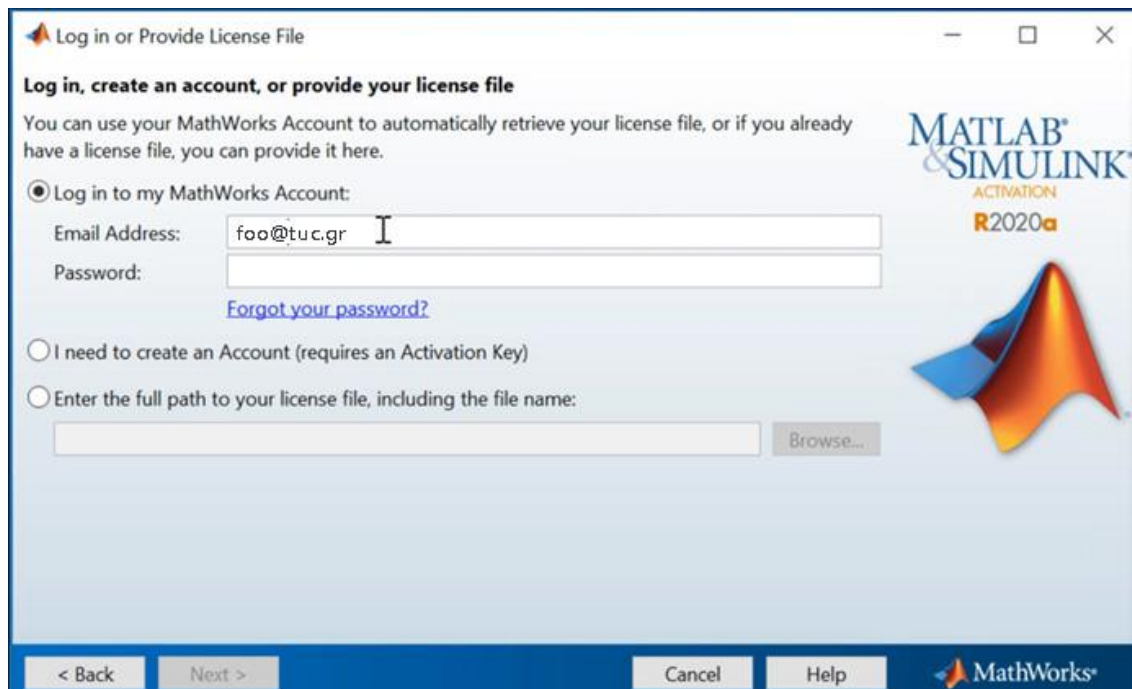 Log in or Provide License File
Log in, create an account, or provide your license file
You can use your MathWorks Account to automatically retrieve your license file, or if you already
have a license file, you can provide it here.
MATLAB®
&SIMULINK®
ACTIVATION
R2020a
Log in to my MathWorks Account:
Email Address: foo@tuc.gr
Password:
Forgot your password?
I need to create an Account (requires an Activation Key)
Enter the full path to your license file, including the file name:
Browse...
< Back Next > Cancel Help MathWorks®